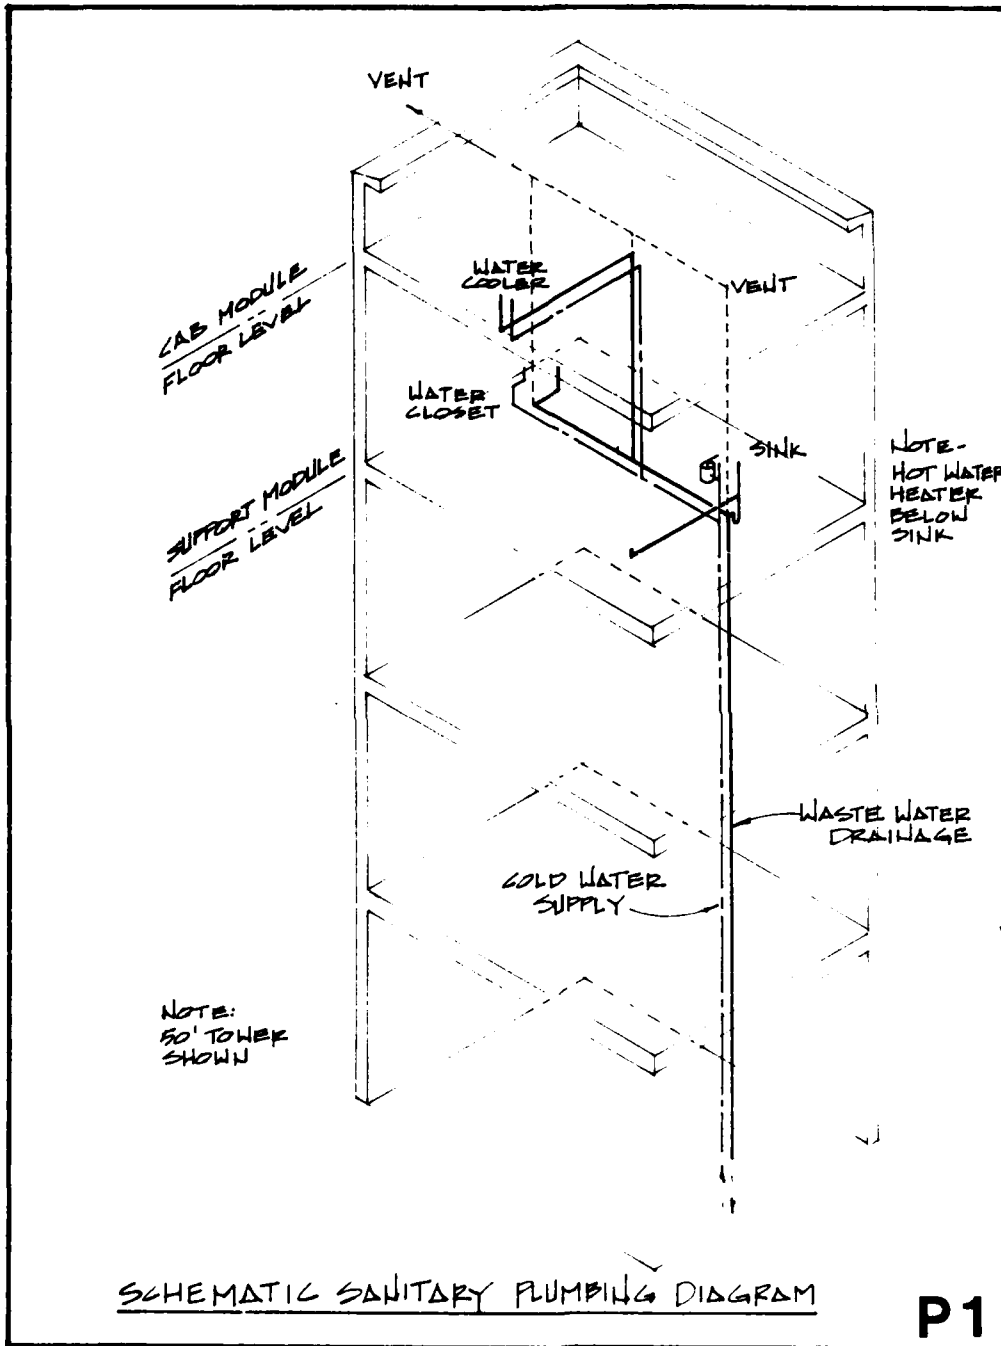 VENT
WATER
COOLER
VENT
CAB MODULE
FLOOR LEVEL
WATER
CLOSET
SINK
NOTE-
HOT WATER
HEATER
BELOW
SINK
SUPPORT MODULE
FLOOR LEVEL
WASTE WATER
DRAINAGE
COLD WATER
SUPPLY
NOTE:
50' TOWER
SHOWN
SCHEMATIC SANITARY PLUMBING DIAGRAM
P1